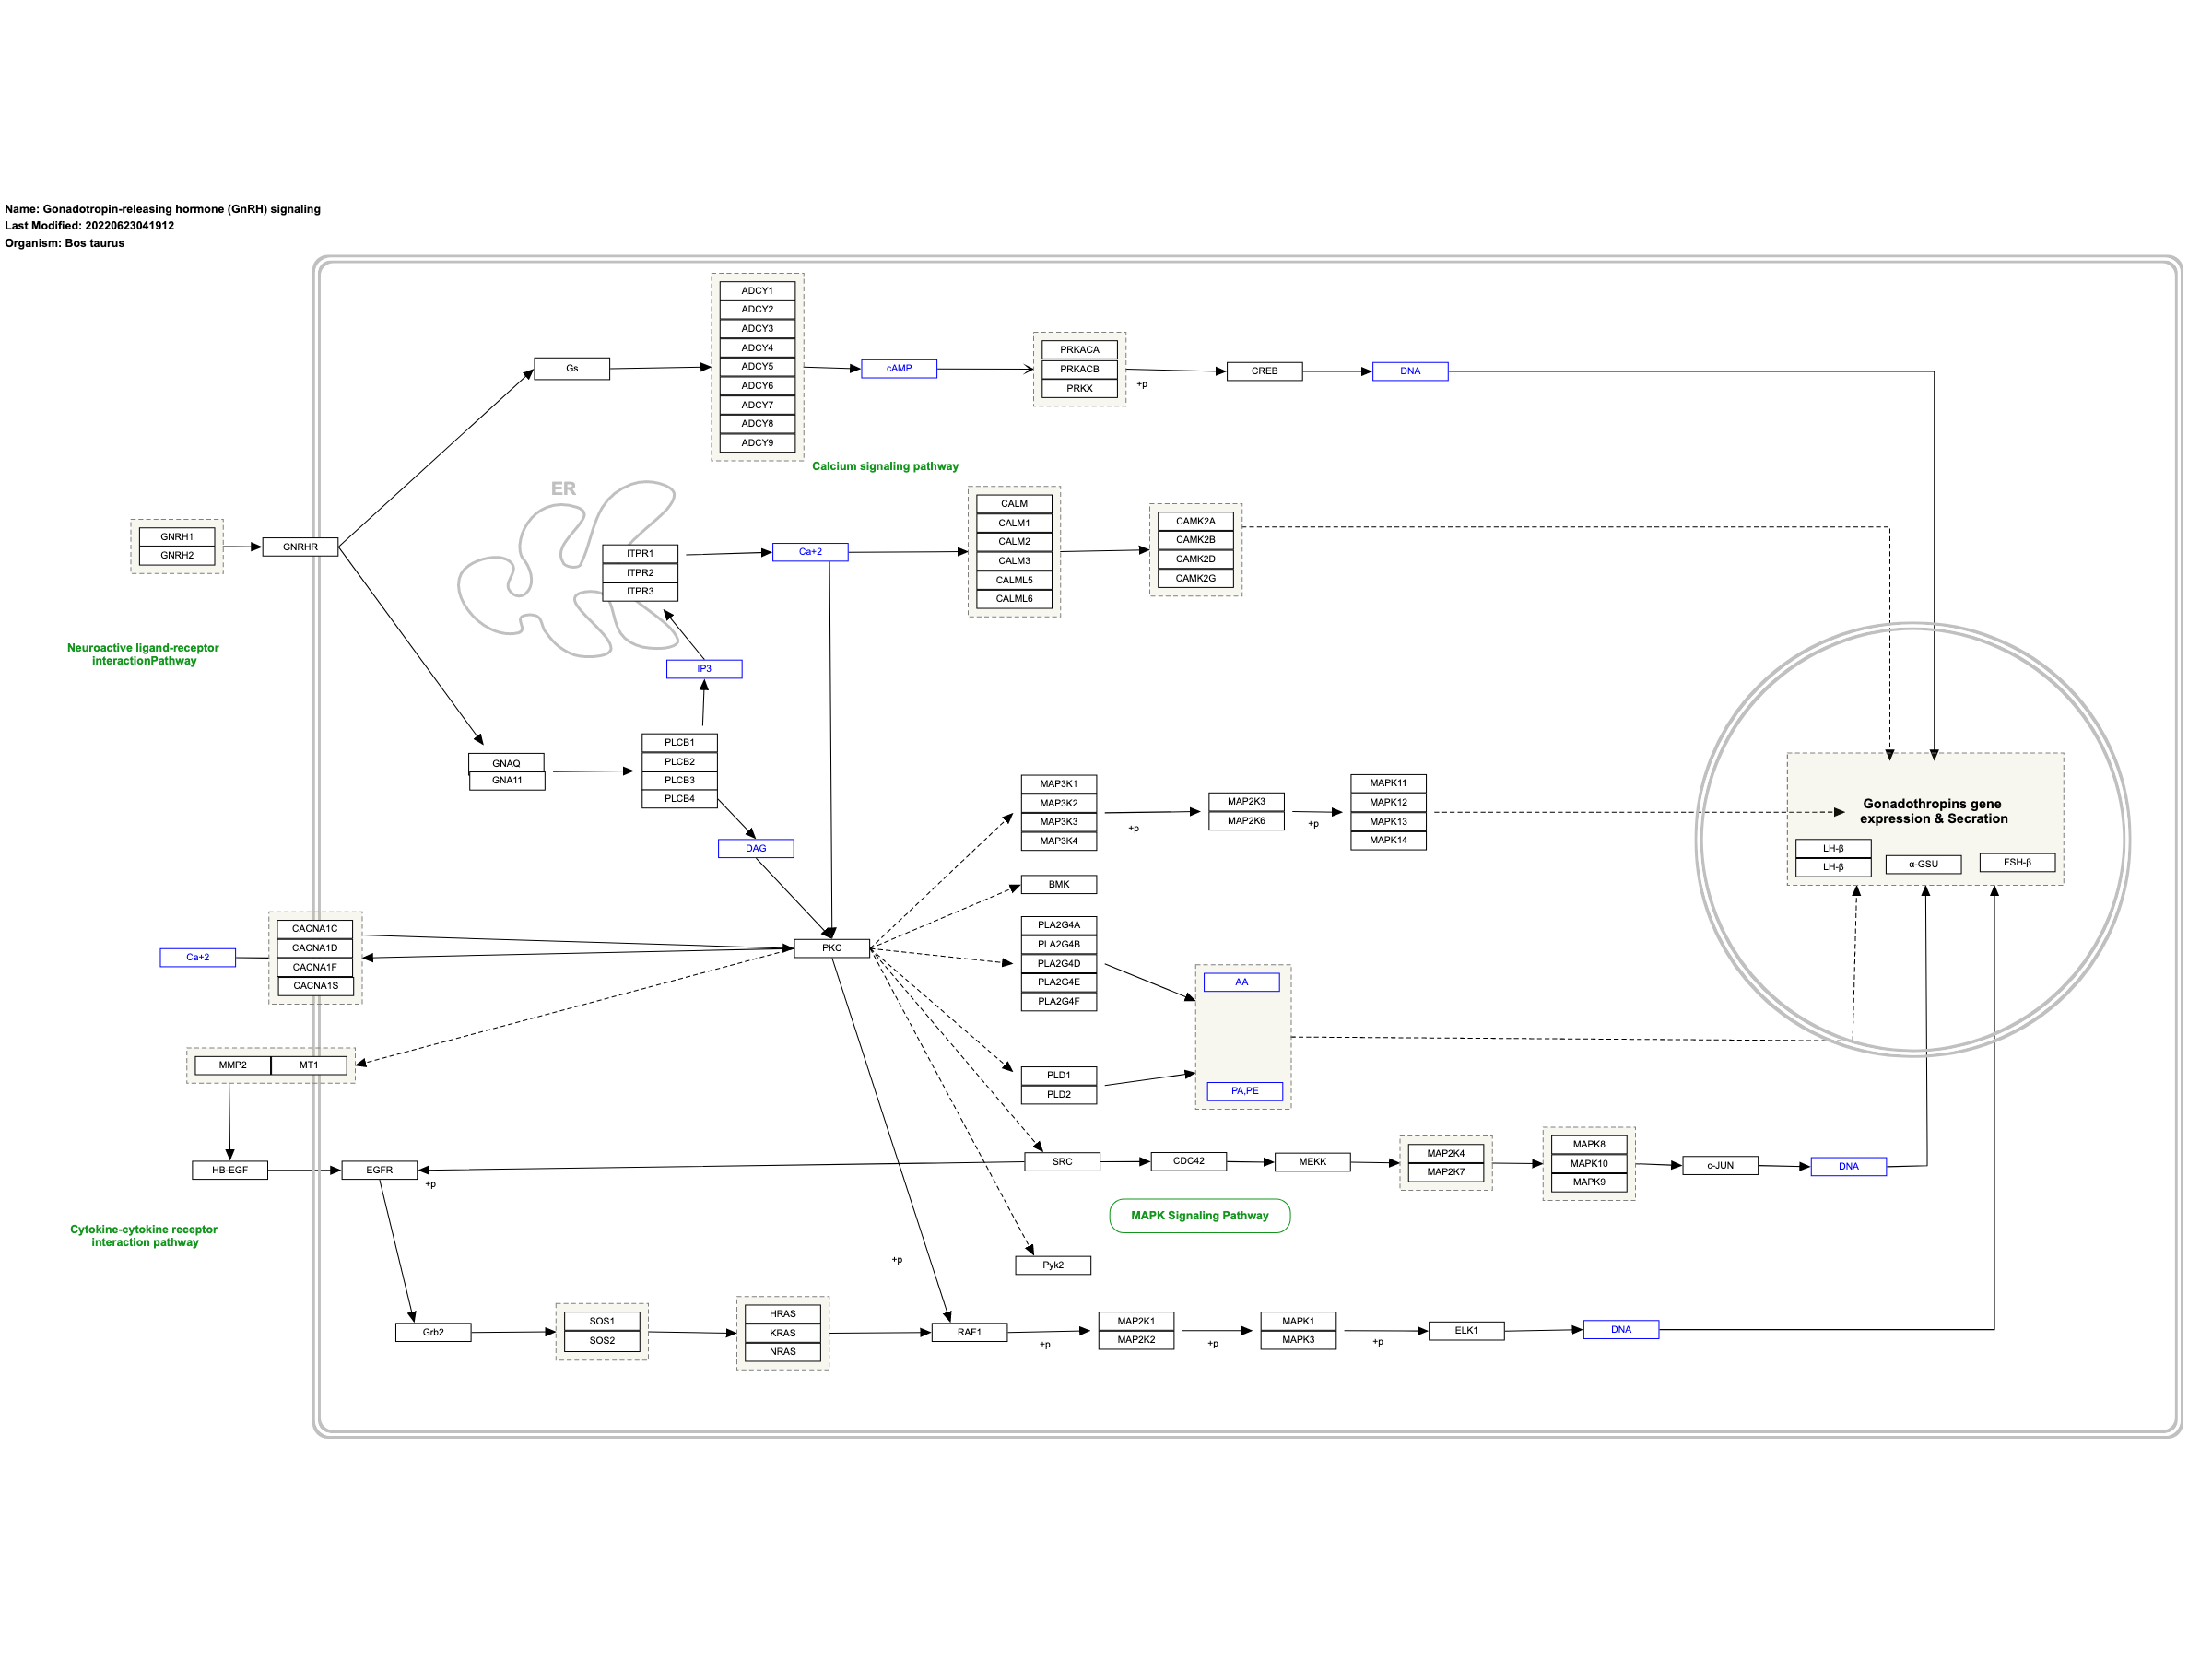 Name: Gonadotropin-releasing hormone (GnRH) signaling
Last Modified: 20220623041912
Organism: Bos taurus
ADCY1
ADCY2
ADCY3
ADCY4
ADCY5
ADCY6
ADCY7
ADCY8
ADCY9
Gs
cAMP
PRKACA
PRKACB
PRKX
+p
CREB
DNA
Calcium signaling pathway
ER
GNRH1
GNRH2
GNRHR
ITPR1
ITPR2
ITPR3
Ca+2
CALM
CALM1
CALM2
CALM3
CALML5
CALML6
CAMK2A
CAMK2B
CAMK2D
CAMK2G
Neuroactive ligand-receptor
interactionPathway
IP3
GNAQ
GNA11
PLCB1
PLCB2
PLCB3
PLCB4
DAG
MAP3K1
MAP3K2
MAP3K3
MAP3K4
+p
MAP2K3
MAP2K6
+p
MAPK11
MAPK12
MAPK13
MAPK14
Gonadothropins gene
expression & Secration
LH-β
LH-β
α-GSU
FSH-β
BMK
CACNA1C
CACNA1D
CACNA1F
CACNA1S
Ca+2
PKC
PLA2G4A
PLA2G4B
PLA2G4D
PLA2G4E
PLA2G4F
AA
PA,PE
MMP2
MT1
PLD1
PLD2
HB-EGF
EGFR
+p
SRC
CDC42
MEKK
MAP2K4
MAP2K7
MAPK8
MAPK10
MAPK9
c-JUN
DNA
MAPK Signaling Pathway
Cytokine-cytokine receptor
interaction pathway
+p
Pyk2
Grb2
SOS1
SOS2
HRAS
KRAS
NRAS
RAF1
+p
MAP2K1
MAP2K2
+p
MAPK1
MAPK3
+p
ELK1
DNA